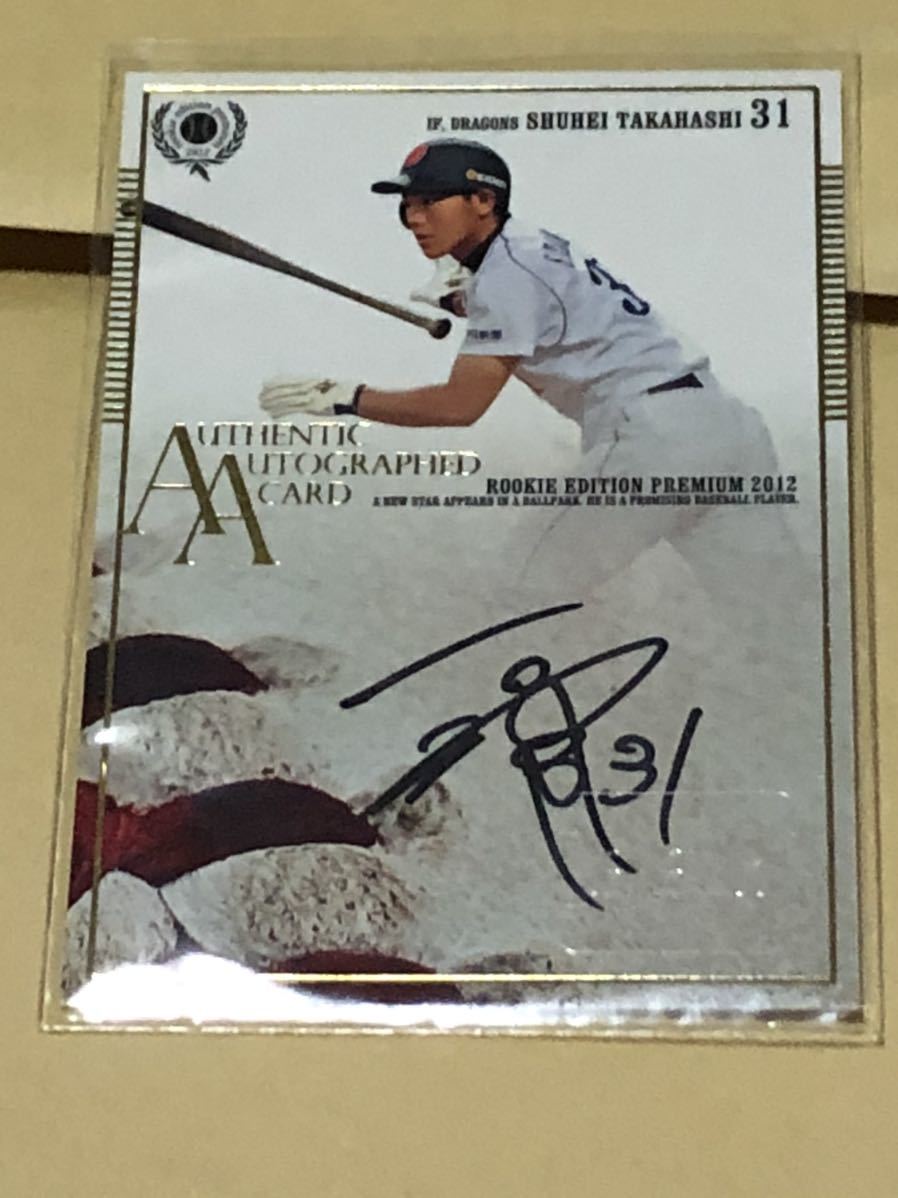 IF, DRAGONS SHUHEI TAKAHASHI 31
AUTHENTIC
AUTOGRAPHED
CARD
ROOKIE EDITION PREMIUM 2012
A NEW STAR APPEARS IN A BALLPARK. HE IS A PROMISING BASEBALL PLAYER.
31